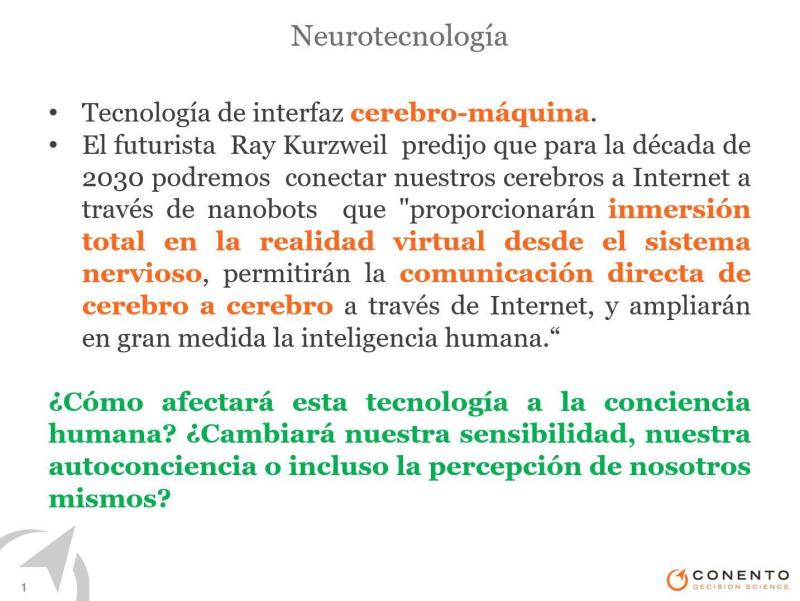 Neurotecnología
• Tecnología de interfaz cerebro-máquina.
• El futurista Ray Kurzweil predijo que para la década de
2030 podremos conectar nuestros cerebros a Internet a
través de nanobots que "proporcionarán inmersión
total en la realidad virtual desde el sistema
nervioso, permitirán la comunicación directa de
cerebro a cerebro a través de Internet, y ampliarán
en gran medida la inteligencia humana.“
¿Cómo afectará esta tecnología a la conciencia
humana? ¿Cambiará nuestra sensibilidad, nuestra
autoconciencia o incluso la percepción de nosotros
mismos?
1
CONENTO
DECISION SCIENCE